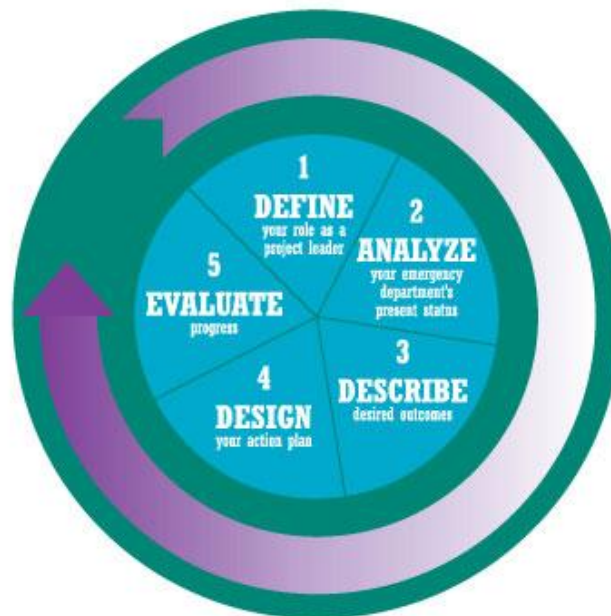 1
DEFINE
your role as a
project leader
2
ANALYZE
your emergency
department's
present status
3
DESCRIBE
desired outcomes
4
DESIGN
your action plan
5
EVALUATE
progress